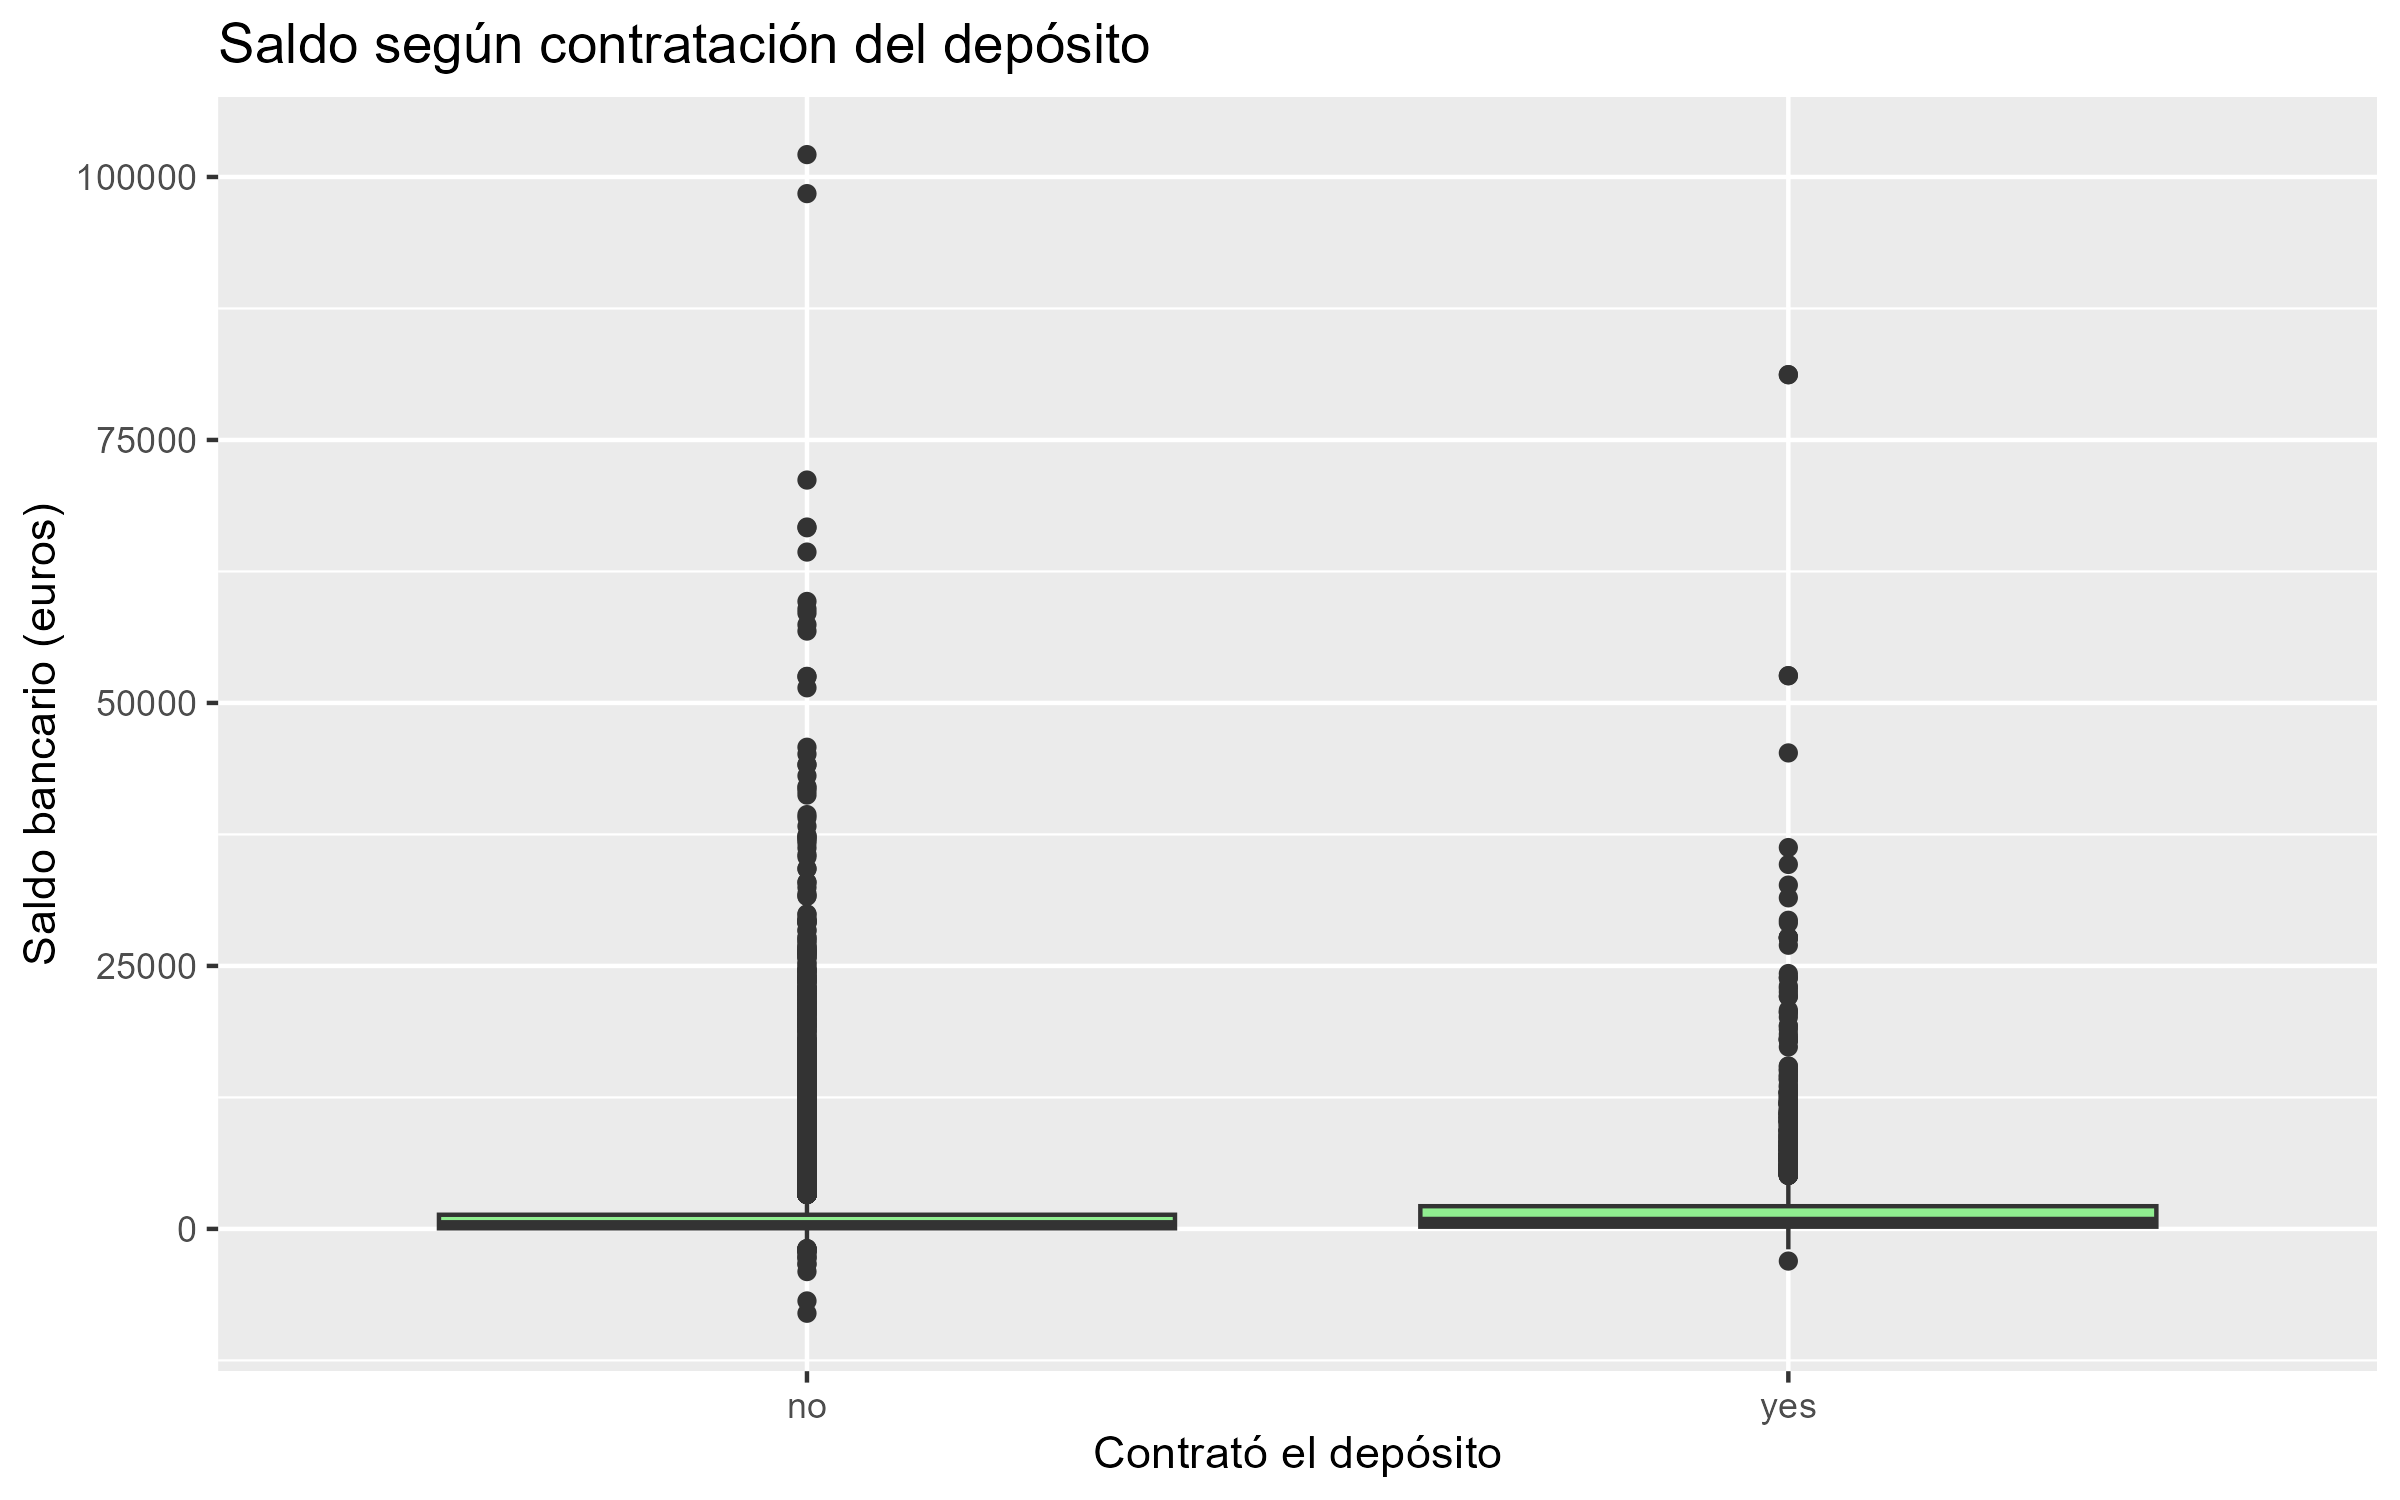 Saldo según contratación del depósito
Saldo bancario (euros)
100000
75000
50000
25000
0
no
yes
Contrató el depósito